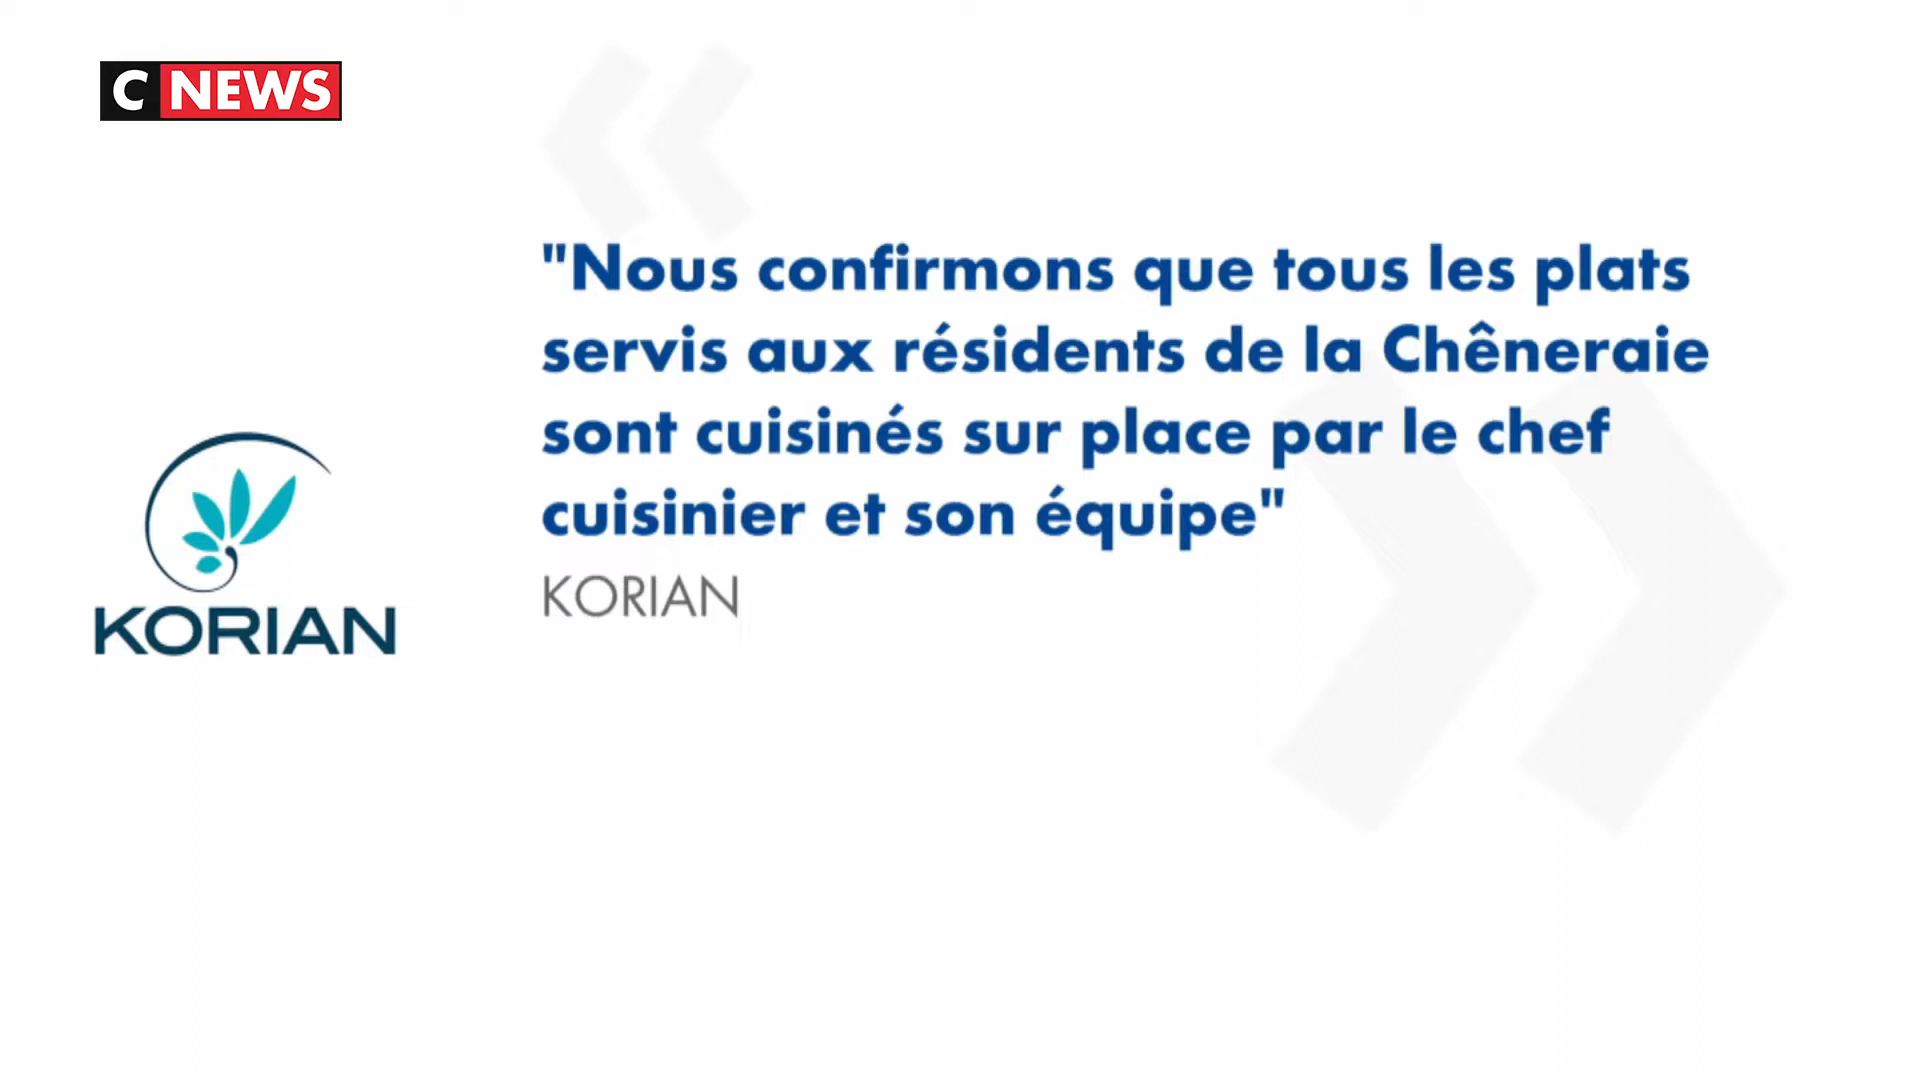 C NEWS
"Nous confirmons que tous les plats
servis aux résidents de la Chêneraie
sont cuisinés sur place par le chef
cuisinier et son équipe"
KORIAN
KORIAN